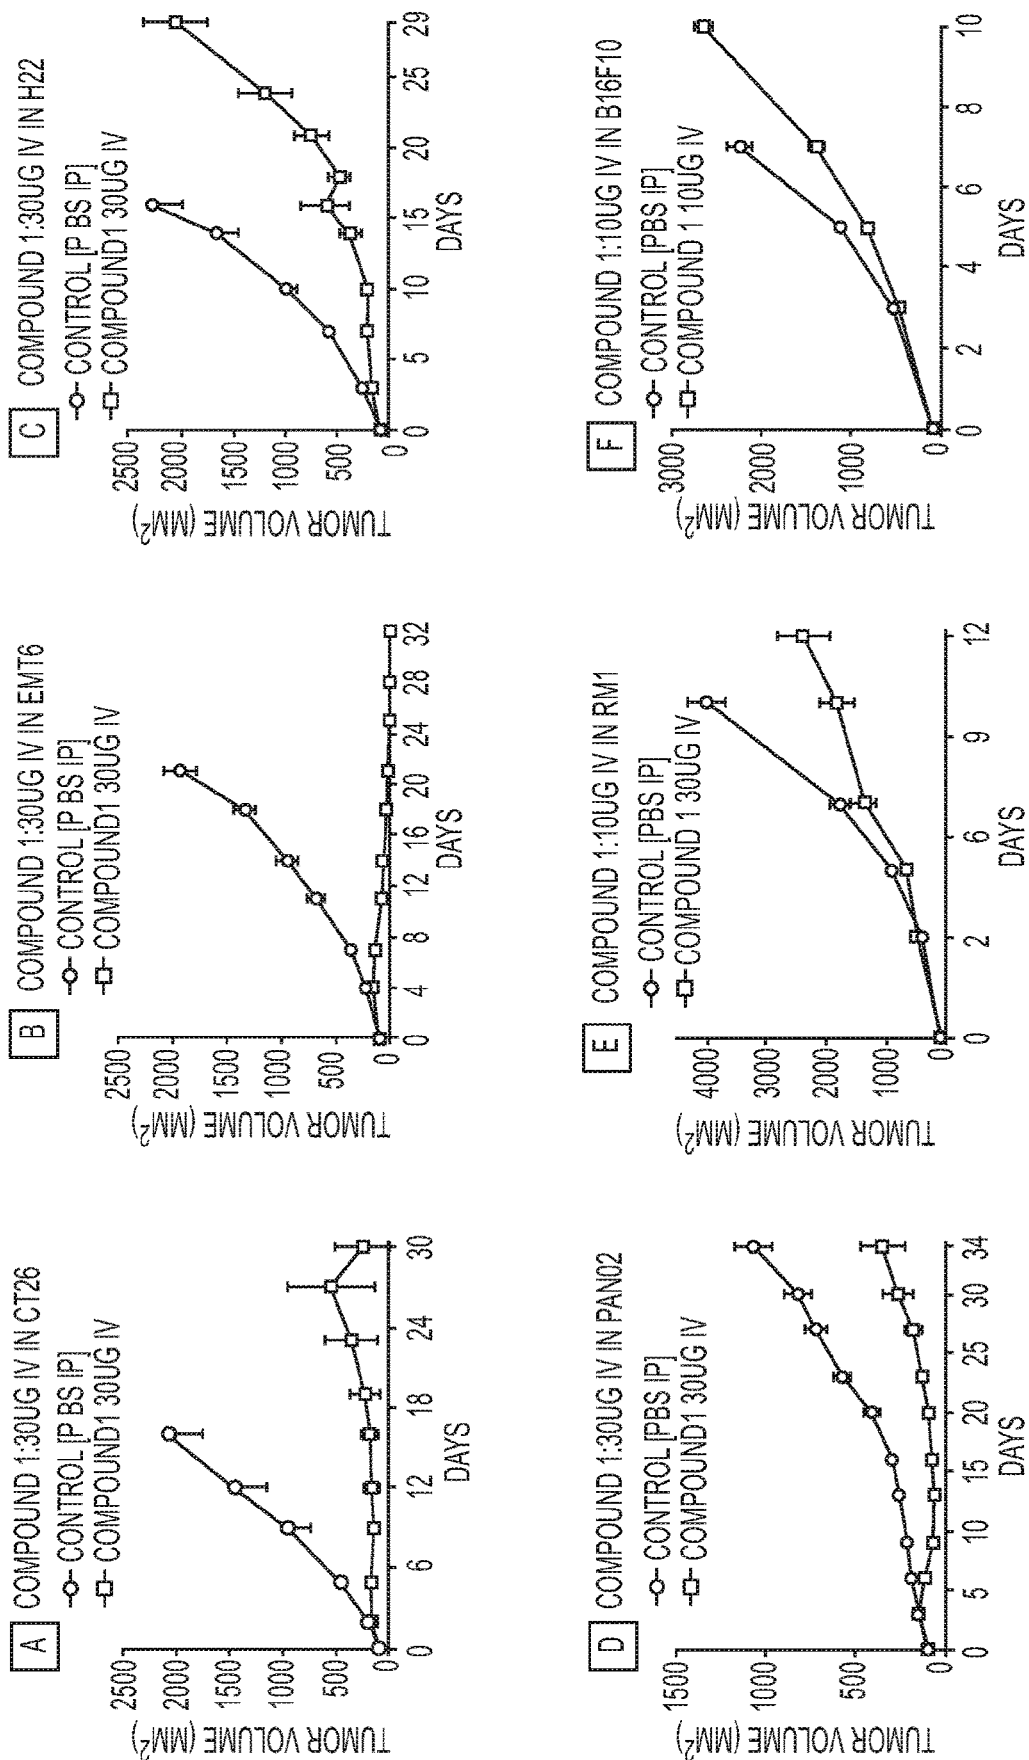 A
COMPOUND 1:30UG IV IN CT26
CONTROL [P BS IP]
COMPOUND1 30UG IV
TUMOR VOLUME (MM²)
2500
2000
1500
1000
500
0
0 6 12 18 24 30
DAYS
B
COMPOUND 1:30UG IV IN EMT6
CONTROL [P BS IP]
COMPOUND1 30UG IV
TUMOR VOLUME (MM²)
2500
2000
1500
1000
500
0
0 4 8 12 16 20 24 28 32
DAYS
C
COMPOUND 1:30UG IV IN H22
CONTROL [P BS IP]
COMPOUND1 30UG IV
TUMOR VOLUME (MM²)
2500
2000
1500
1000
500
0
0 5 10 15 20 25 29
DAYS
D
COMPOUND 1:30UG IV IN PAN02
CONTROL [PBS IP]
COMPOUND1 30UG IV
TUMOR VOLUME (MM²)
1500
1000
500
0
0 5 10 15 20 25 30 34
DAYS
E
COMPOUND 1:10UG IV IN RM1
CONTROL [PBS IP]
COMPOUND 1 30UG IV
TUMOR VOLUME (MM²)
4000
3000
2000
1000
0
0 2 6 9 12
DAYS
F
COMPOUND 1:10UG IV IN B16F10
CONTROL [PBS IP]
COMPOUND 1 10UG IV
TUMOR VOLUME (MM²)
3000
2000
1000
0
0 2 4 6 8 10
DAYS